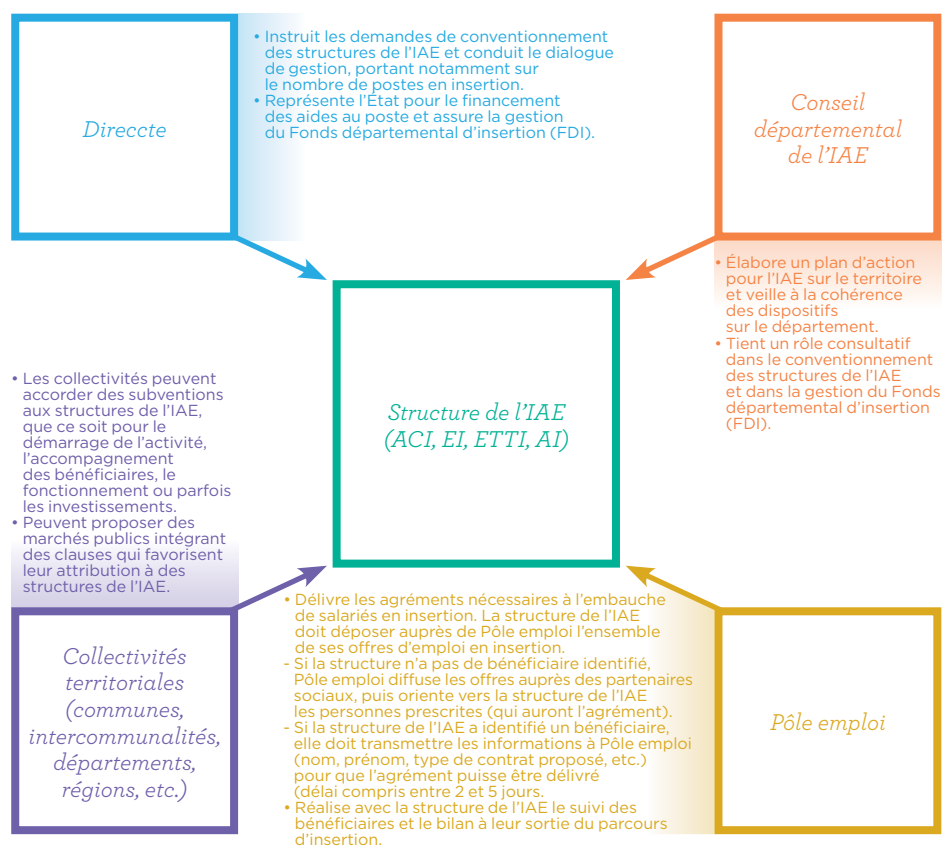 Direccte
• Instruit les demandes de conventionnement
des structures de l’IAE et conduit le dialogue
de gestion, portant notamment sur
le nombre de postes en insertion.
• Représente l’État pour le financement
des aides au poste et assure la gestion
du Fonds départemental d’insertion (FDI).
Conseil
départemental
de l’IAE
• Élabore un plan d’action
pour l’IAE sur le territoire
et veille à la cohérence
des dispositifs
sur le département.
• Tient un rôle consultatif
dans le conventionnement
des structures de l’IAE
et dans la gestion du Fonds
départemental d’insertion
(FDI).
Structure de l’IAE
(ACI, EI, ETTI, AI)
• Les collectivités peuvent
accorder des subventions
aux structures de l’IAE,
que ce soit pour le
démarrage de l’activité,
l’accompagnement
des bénéficiaires, le
fonctionnement ou parfois
les investissements.
• Peuvent proposer des
marchés publics intégrant
des clauses qui favorisent
leur attribution à des
structures de l’IAE.
Collectivités
territoriales
(communes,
intercommunalités,
départements,
régions, etc.)
• Délivre les agréments nécessaires à l’embauche
de salariés en insertion. La structure de l’IAE
doit déposer auprès de Pôle emploi l’ensemble
de ses offres d’emploi en insertion.
- Si la structure n’a pas de bénéficiaire identifié,
Pôle emploi diffuse les offres auprès des partenaires
sociaux, puis oriente vers la structure de l’IAE
les personnes prescrites (qui auront l’agrément).
- Si la structure de l’IAE a identifié un bénéficiaire,
elle doit transmettre les informations à Pôle emploi
(nom, prénom, type de contrat proposé, etc.)
pour que l’agrément puisse être délivré
(délai compris entre 2 et 5 jours.
• Réalise avec la structure de l’IAE le suivi des
bénéficiaires et le bilan à leur sortie du parcours
d’insertion.
Pôle emploi